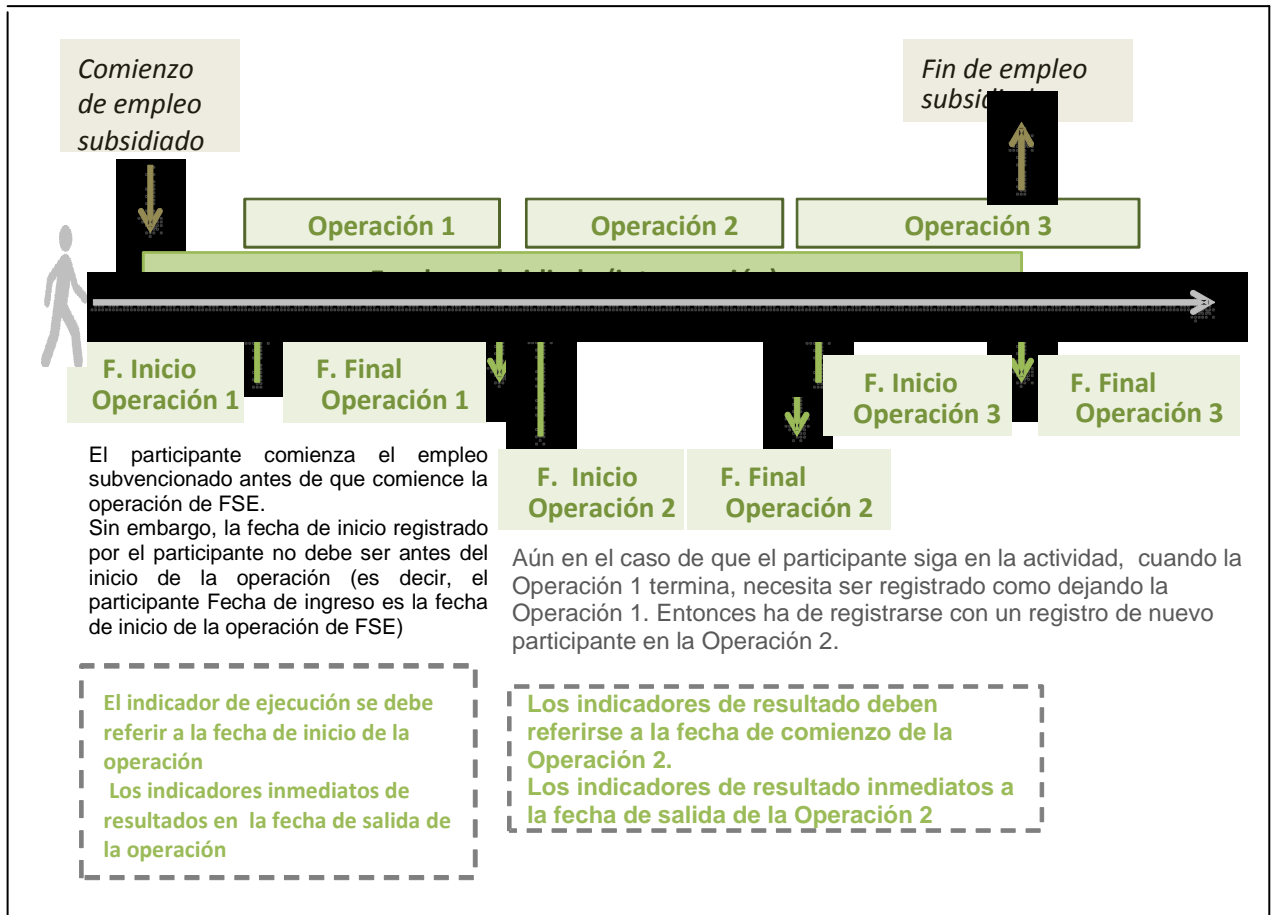 Comienzo
de empleo
subsidiado
Fin de empleo
Operación 1
Operación 2
Operación 3
F. Inicio
Operación 1
F. Final
Operación 1
F. Inicio
Operación 3
F. Final
Operación 3
F. Inicio
Operación 2
F. Final
Operación 2
El participante comienza el empleo
subvencionado antes de que comience la
operación de FSE.
Sin embargo, la fecha de inicio registrado
por el participante no debe ser antes del
inicio de la operación (es decir, el
participante Fecha de ingreso es la fecha
de inicio de la operación de FSE)
Aún en el caso de que el participante siga en la actividad, cuando la
Operación 1 termina, necesita ser registrado como dejando la
Operación 1. Entonces ha de registrarse con un registro de nuevo
participante en la Operación 2.
El indicador de ejecución se debe
referir a la fecha de inicio de la
operación
Los indicadores inmediatos de
resultados en la fecha de salida de
la operación
Los indicadores de resultado deben
referirse a la fecha de comienzo de la
Operación 2.
Los indicadores de resultado inmediatos a
la fecha de salida de la Operación 2